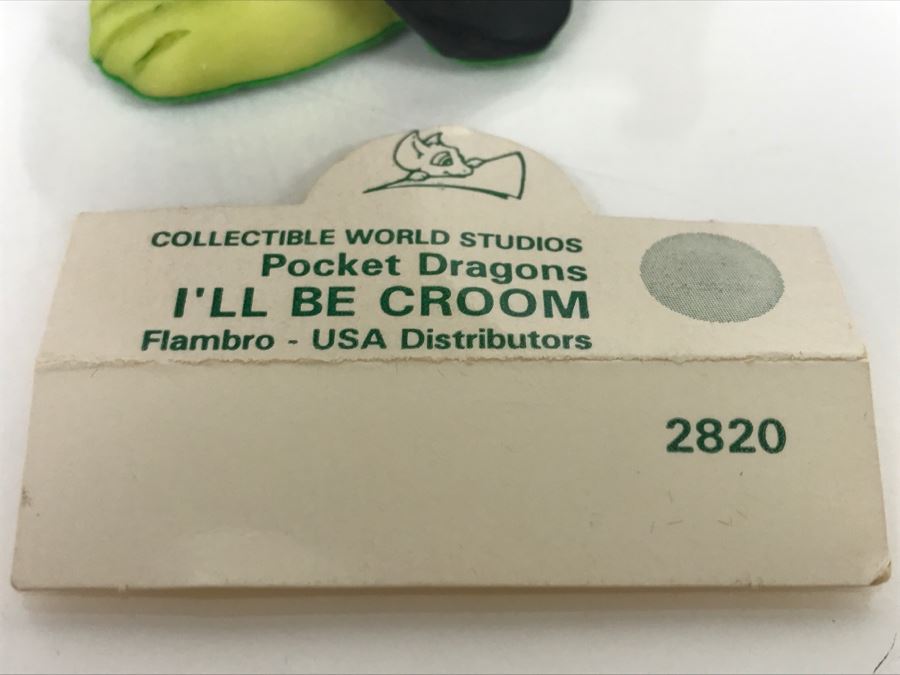 COLLECTIBLE WORLD STUDIOS
Pocket Dragons
I'LL BE CROOM
Flambro - USA Distributors
2820